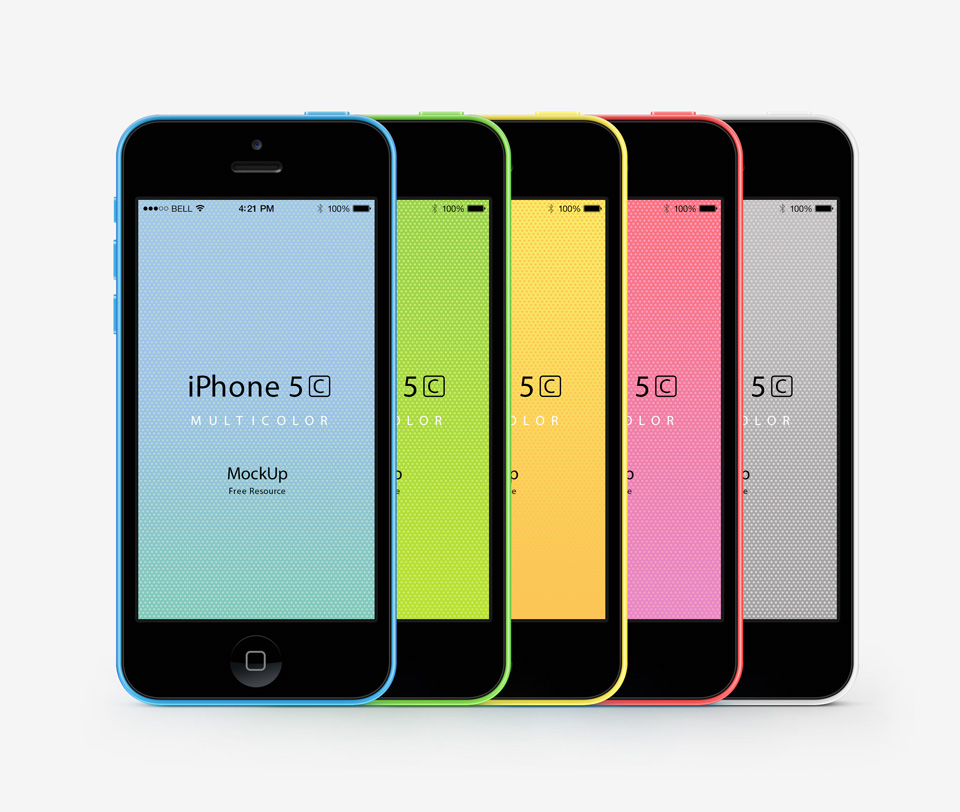 ●●●○○ BELL 4:21 PM 100% 100% 100% 100% 100%
iPhone 5 C 5 C 5 C 5 C 5 C
MULTICOLOR OLOR OLOR OLOR OLOR
MockUp p p p p
Free Resource e e e e